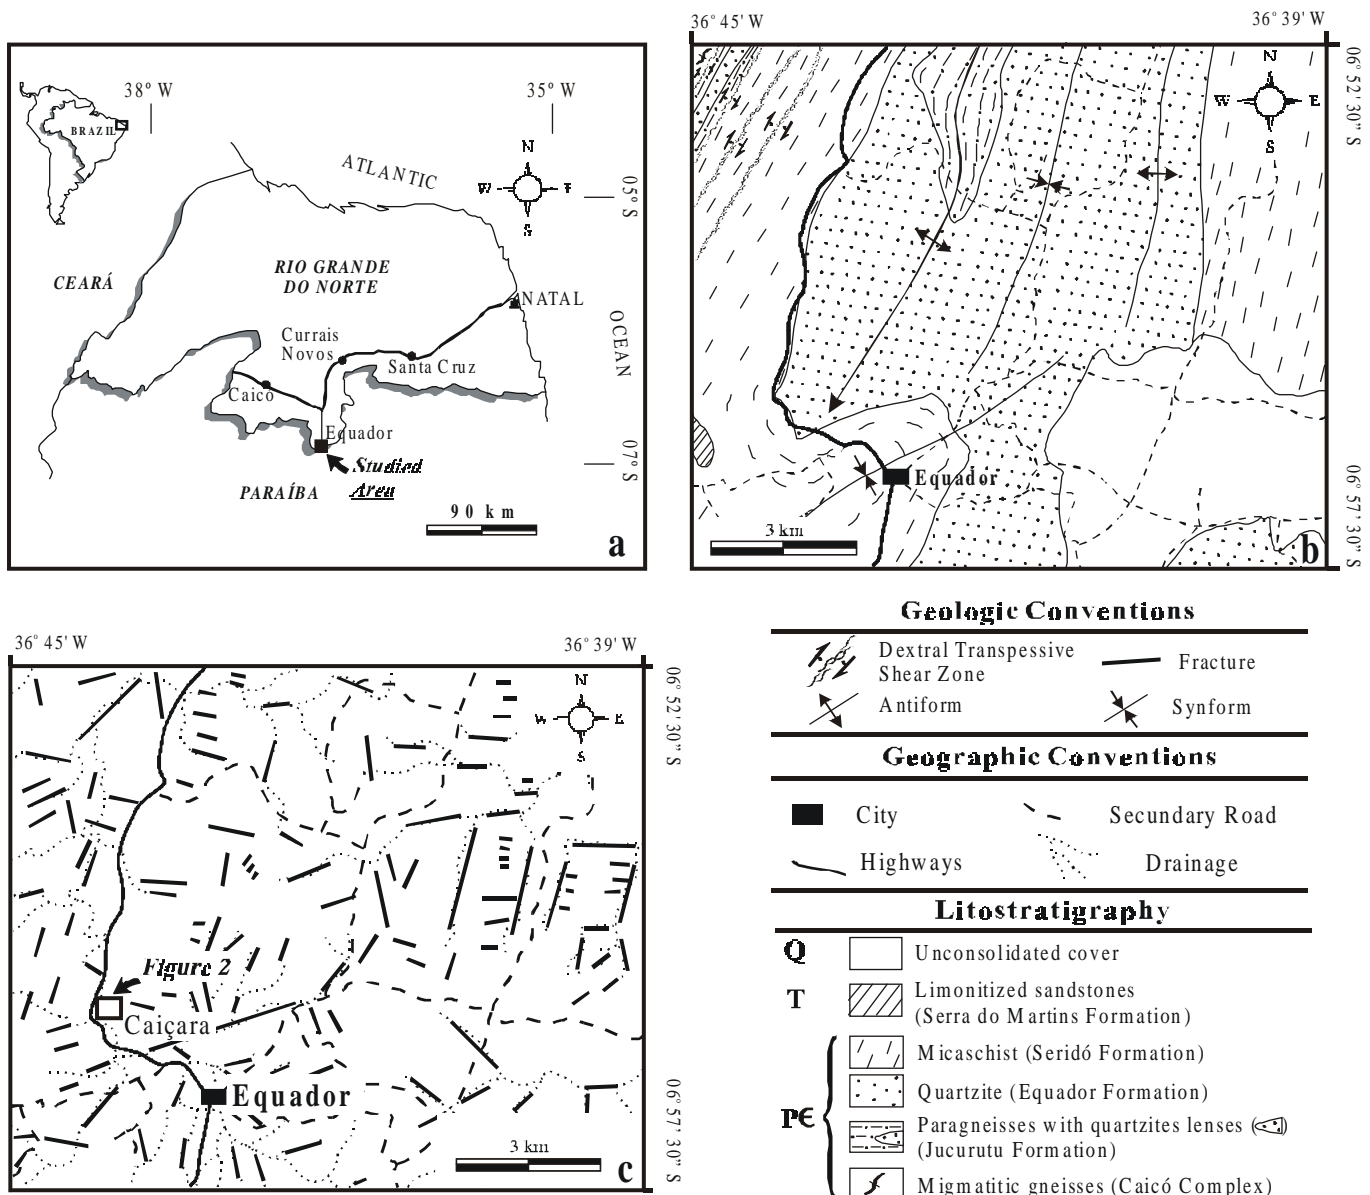 36° 45' W
36° 39' W
38° W
35° W
BRAZIL
N
W
E
S
ATLANTIC
OCEAN
05° S
07° S
CEARÁ
RIO GRANDE
DO NORTE
NATAL
Currais
Novos
Santa Cruz
Caicó
Equador
Studied
Area
PARAÍBA
90 km
a
N
W
E
S
06° 52' 30” S
06° 57' 30” S
Equador
3 km
b
36° 45' W
36° 39' W
N
W
E
S
06° 52' 30” S
06° 57' 30” S
Figure 2
Caiçara
Equador
3 km
c
Geologic Conventions
Dextral Transpessive
Shear Zone
Fracture
Antiform
Synform
Geographic Conventions
City
Secundary Road
Highways
Drainage
Litostratigraphy
Q
Unconsolidated cover
T
Limonitized sandstones
(Serra do Martins Formation)
P€
Micaschist (Seridó Formation)
Quartzite (Equador Formation)
Paragneisses with quartzites lenses ( )
(Jucurutu Formation)
Migmatitic gneisses (Caicó Complex)